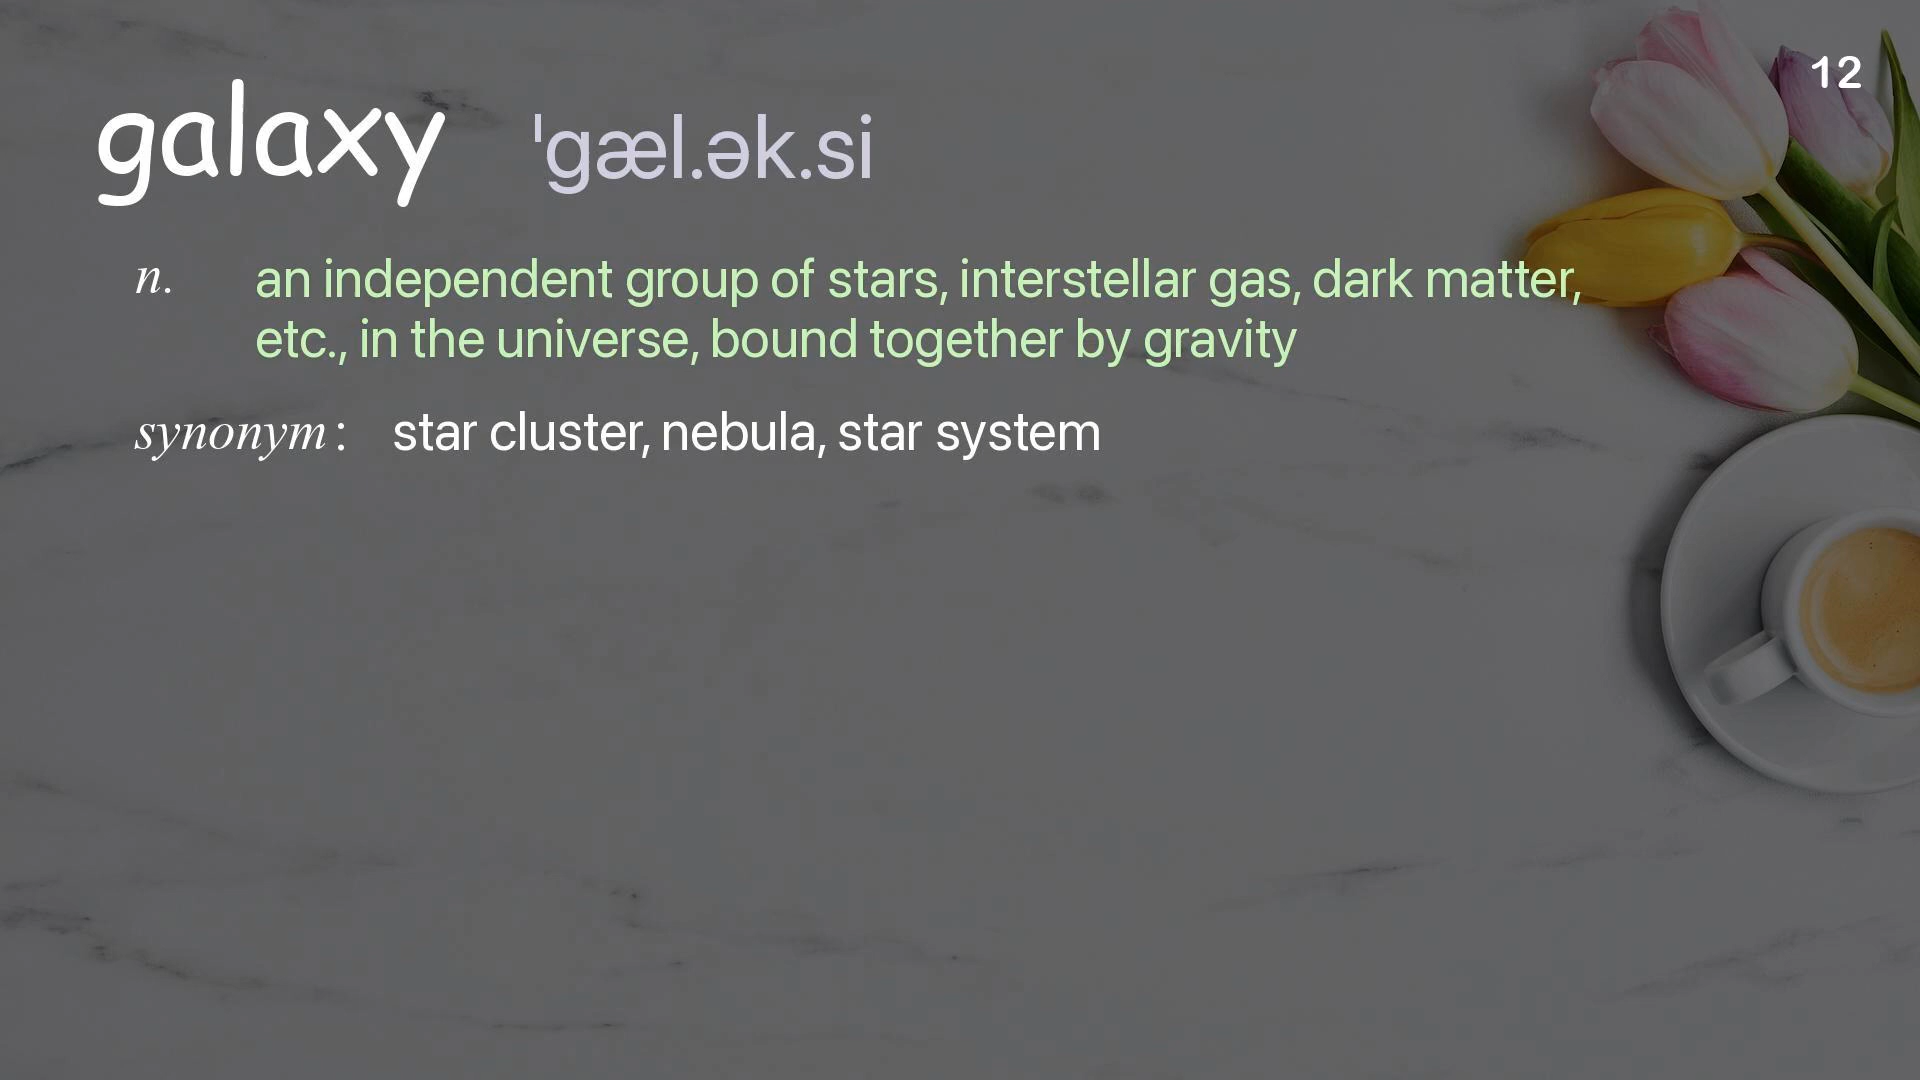 12
galaxy ˈɡæl.ək.si
n. an independent group of stars, interstellar gas, dark matter,
etc., in the universe, bound together by gravity
synonym: star cluster, nebula, star system